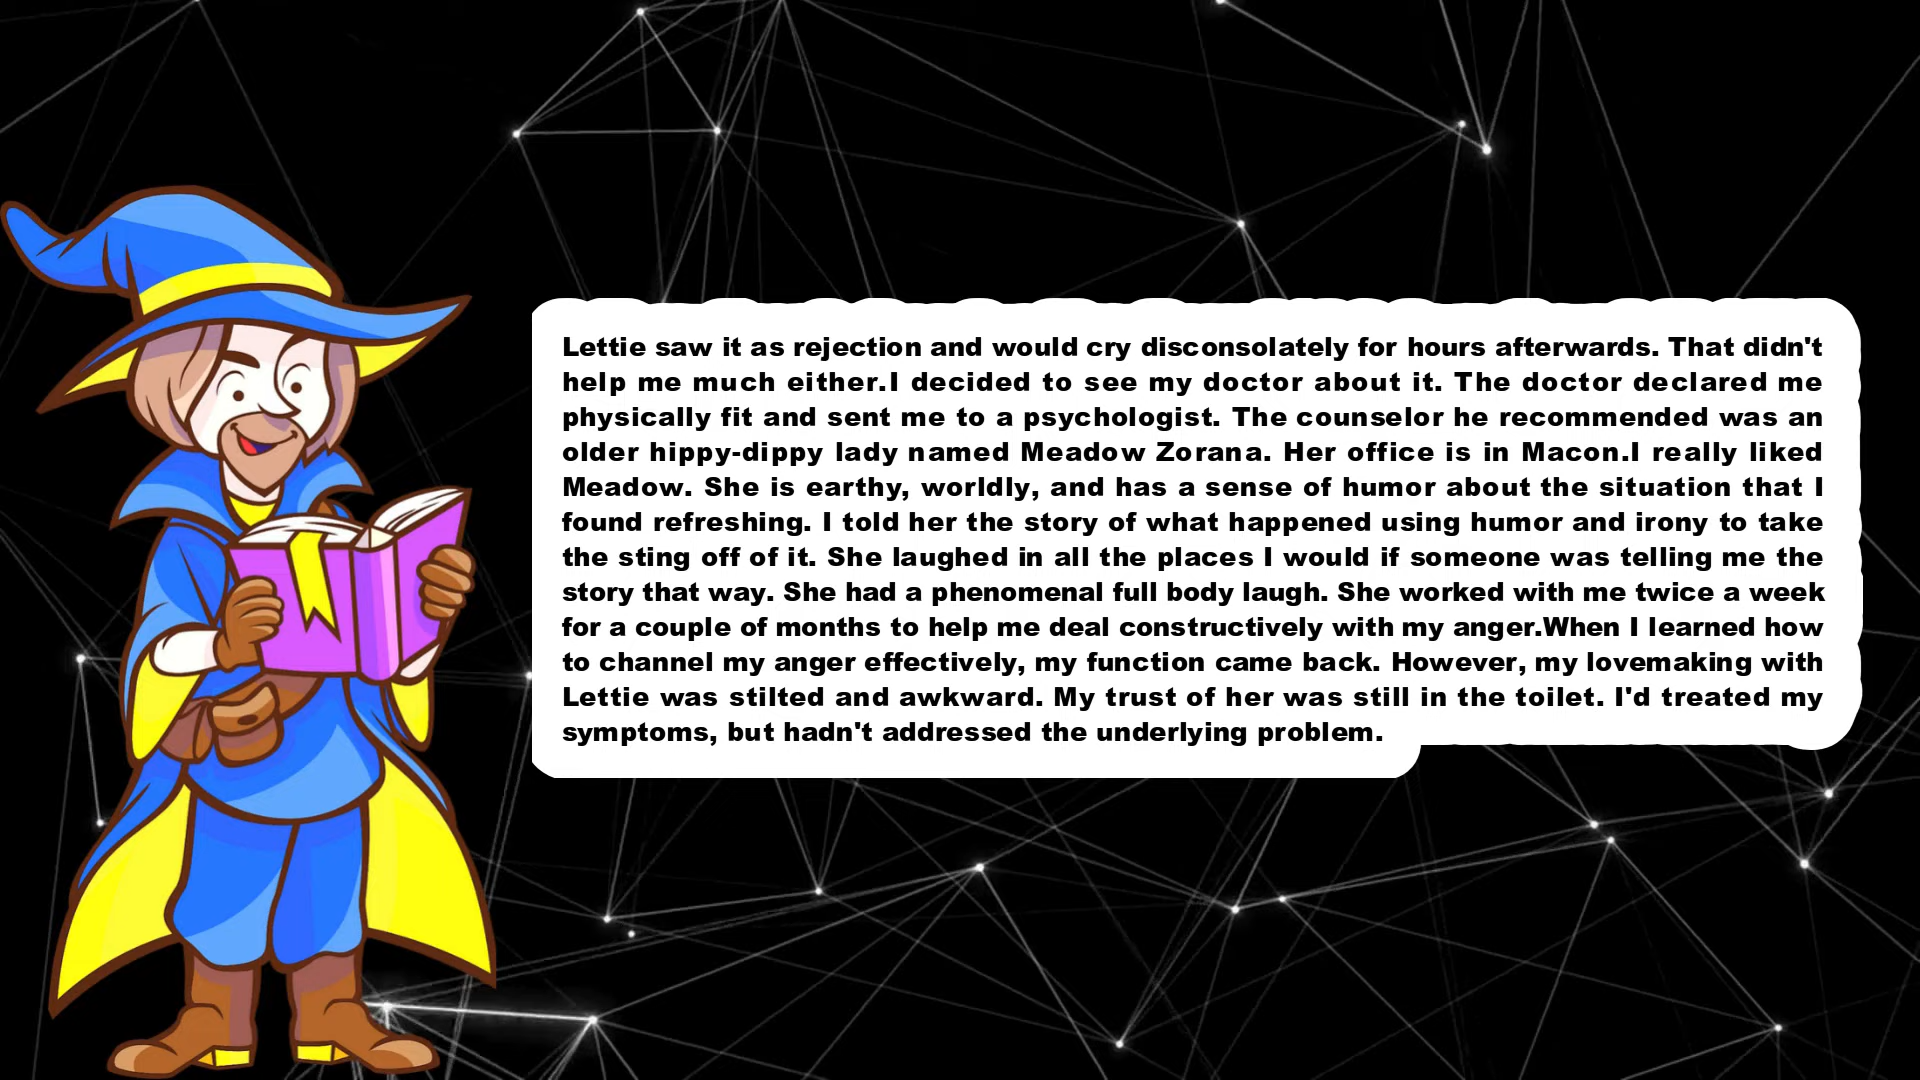 Lettie saw it as rejection and would cry disconsolately for hours afterwards. That didn't
help me much either.I decided to see my doctor about it. The doctor declared me
physically fit and sent me to a psychologist. The counselor he recommended was an
older hippy-dippy lady named Meadow Zorana. Her office is in Macon.I really liked
Meadow. She is earthy, worldly, and has a sense of humor about the situation that I
found refreshing. I told her the story of what happened using humor and irony to take
the sting off of it. She laughed in all the places I would if someone was telling me the
story that way. She had a phenomenal full body laugh. She worked with me twice a week
for a couple of months to help me deal constructively with my anger.When I learned how
to channel my anger effectively, my function came back. However, my lovemaking with
Lettie was stilted and awkward. My trust of her was still in the toilet. I'd treated my
symptoms, but hadn't addressed the underlying problem.